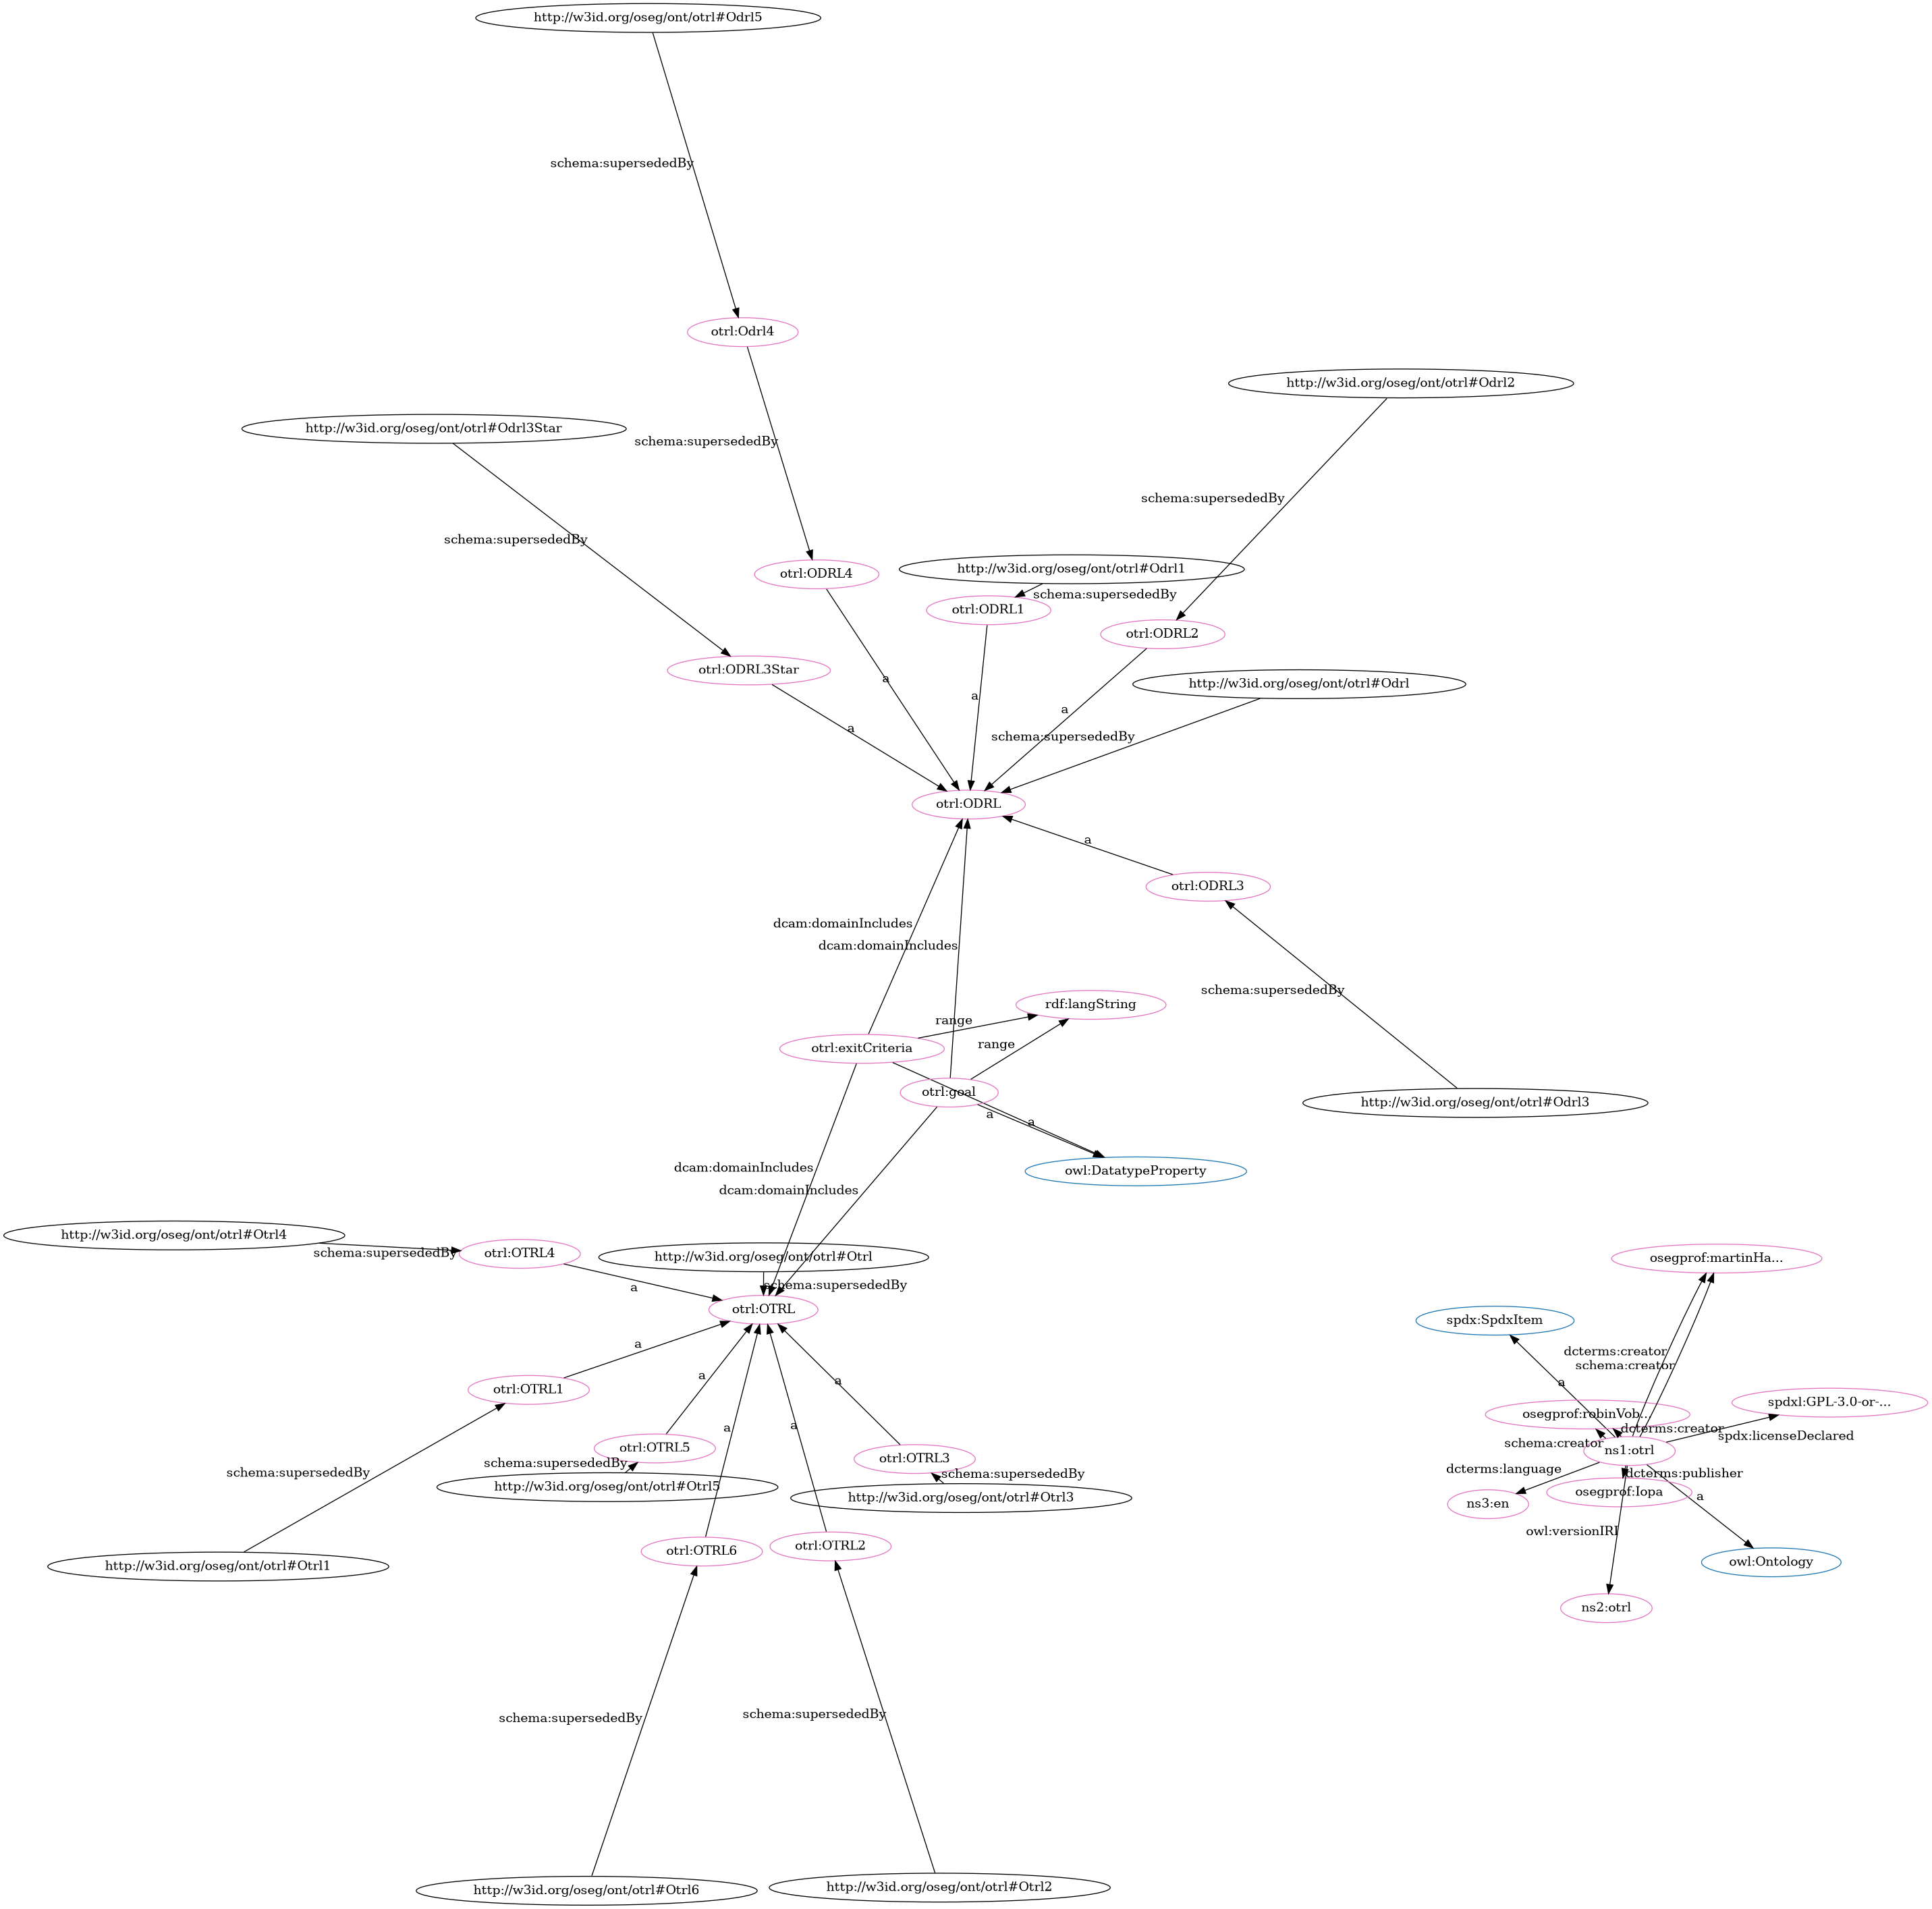 http://w3id.org/oseg/ont/otrl#Odrl5
schema:supersededBy
otrl:Odrl4
http://w3id.org/oseg/ont/otrl#Odrl2
http://w3id.org/oseg/ont/otrl#Odrl3Star
schema:supersededBy
schema:supersededBy
schema:supersededBy
http://w3id.org/oseg/ont/otrl#Odrl1
otrl:ODRL4
schema:supersededBy
otrl:ODRL1
otrl:ODRL2
otrl:ODRL3Star
a
http://w3id.org/oseg/ont/otrl#Odrl
a
a
a
schema:supersededBy
otrl:ODRL
a
otrl:ODRL3
dcam:domainIncludes
dcam:domainIncludes
schema:supersededBy
rdf:langString
range
otrl:exitCriteria
range
otrl:goal
http://w3id.org/oseg/ont/otrl#Odrl3
a
a
dcam:domainIncludes
owl:DatatypeProperty
dcam:domainIncludes
http://w3id.org/oseg/ont/otrl#Otrl4
schema:supersededBy
otrl:OTRL4
http://w3id.org/oseg/ont/otrl#Otrl
osegprof:martinHa...
a
schema:supersededBy
otrl:OTRL
spdx:SpdxItem
a
dcterms:creator
schema:creator
a
a
otrl:OTRL1
a
a
spdxl:GPL-3.0-or-...
osegprof:robinVob...
a
a
dcterms:creator
spdx:licenseDeclared
schema:creator
ns1:otrl
otrl:OTRL5
otrl:OTRL3
schema:supersededBy
schema:supersededBy
schema:supersededBy
dcterms:language
dcterms:publisher
http://w3id.org/oseg/ont/otrl#Otrl5
http://w3id.org/oseg/ont/otrl#Otrl3
ns3:en
osegprof:Iopa
a
owl:versionIRI
otrl:OTRL6
otrl:OTRL2
http://w3id.org/oseg/ont/otrl#Otrl1
owl:Ontology
ns2:otrl
schema:supersededBy
schema:supersededBy
http://w3id.org/oseg/ont/otrl#Otrl6
http://w3id.org/oseg/ont/otrl#Otrl2